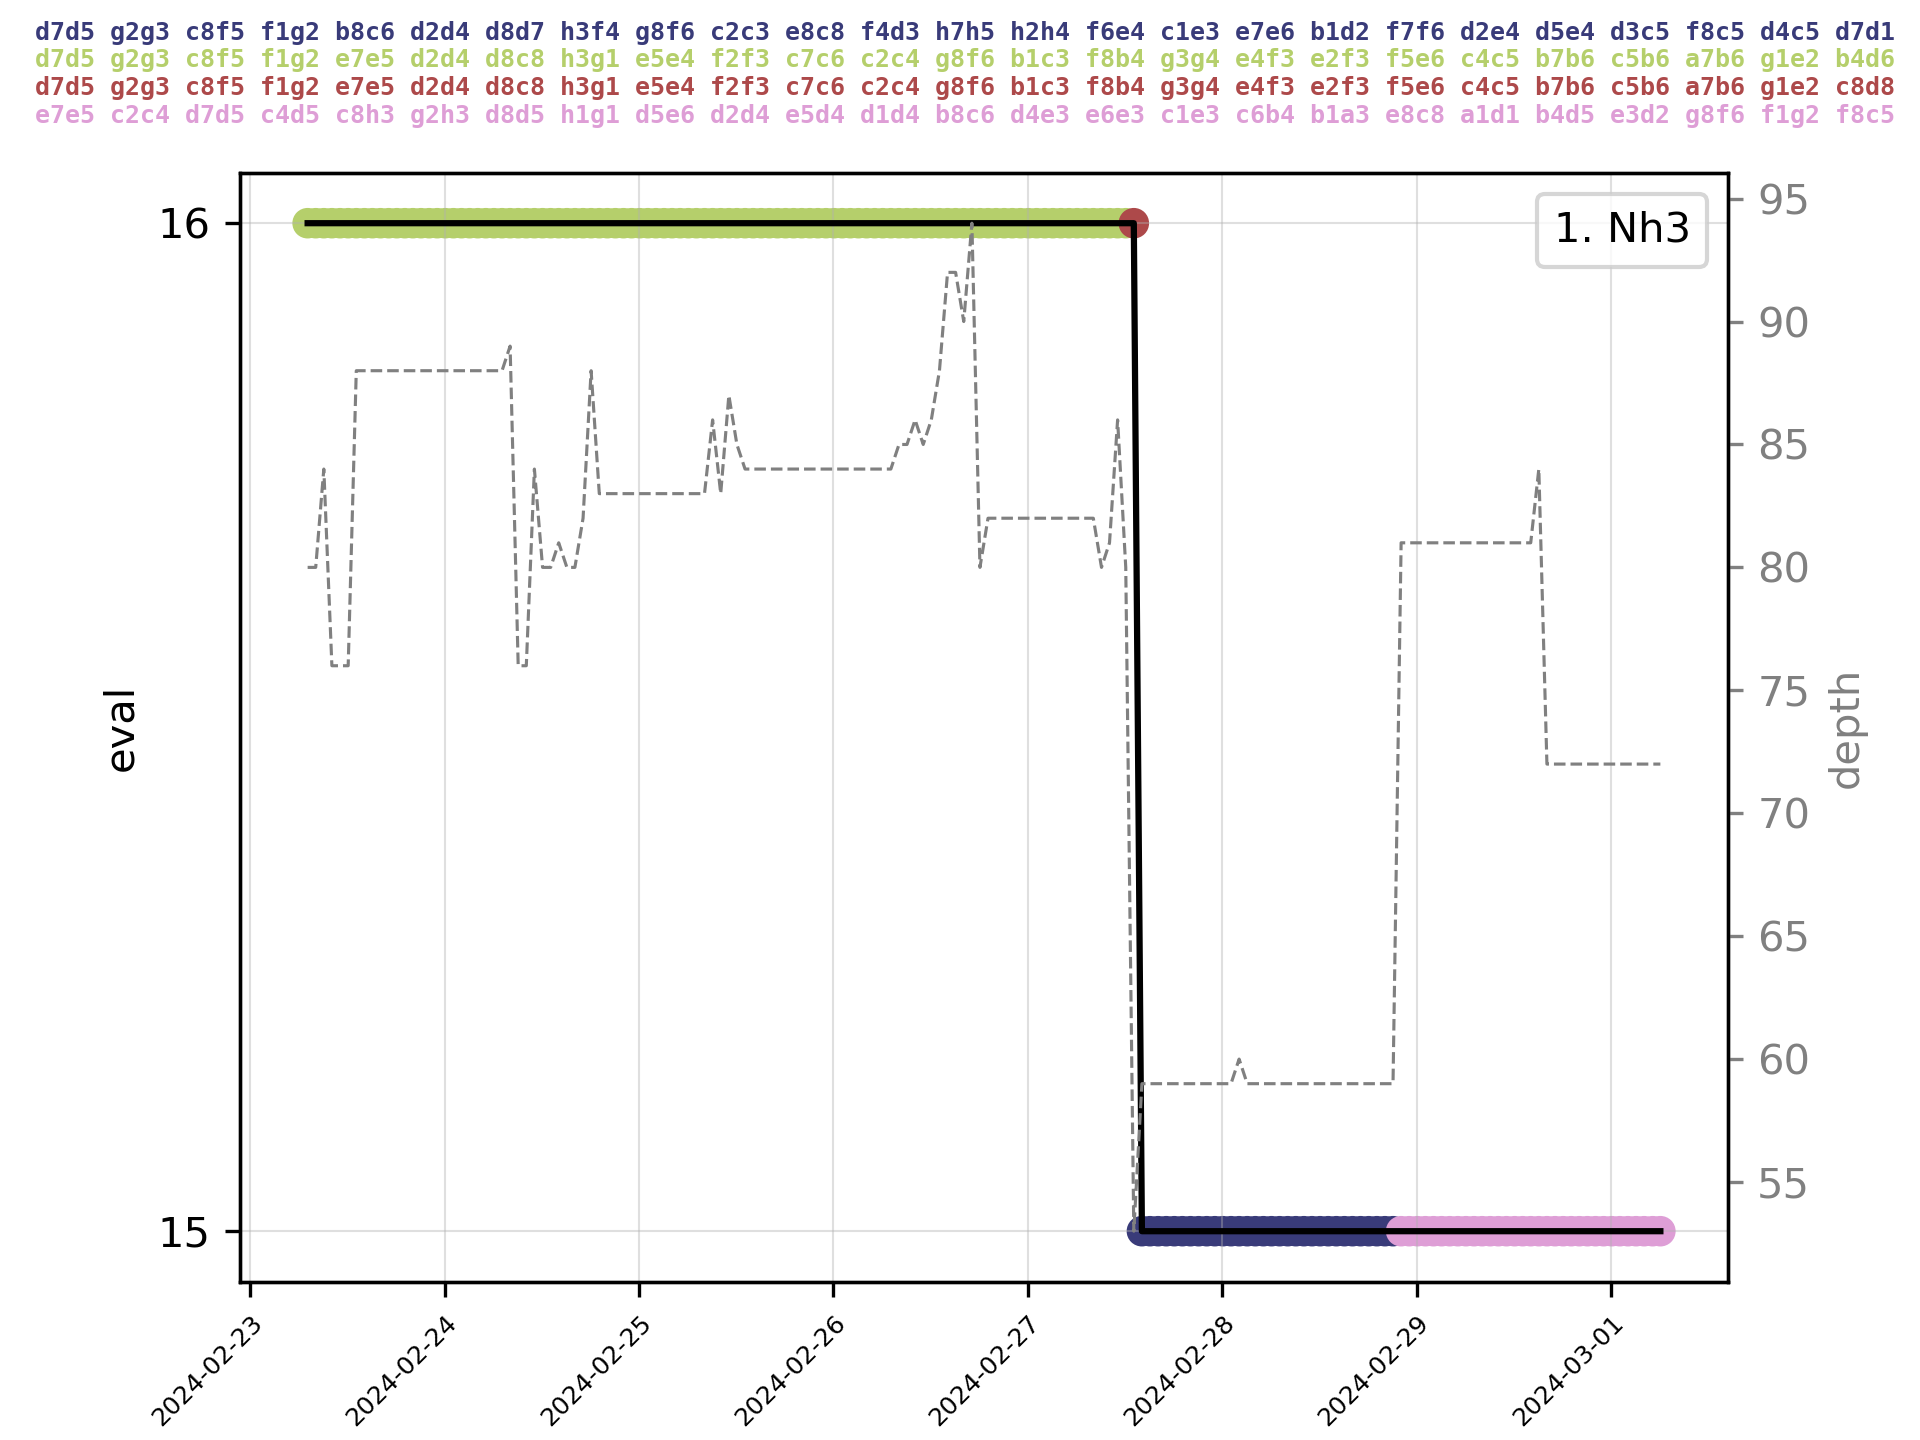 d7d5 g2g3 c8f5 f1g2 b8c6 d2d4 d8d7 h3f4 g8f6 c2c3 e8c8 f4d3 h7h5 h2h4 f6e4 c1e3 e7e6 b1d2 f7f6 d2e4 d5e4 d3c5 f8c5 d4c5 d7d1
d7d5 g2g3 c8f5 f1g2 e7e5 d2d4 d8c8 h3g1 e5e4 f2f3 c7c6 c2c4 g8f6 b1c3 f8b4 g3g4 e4f3 e2f3 f5e6 c4c5 b7b6 c5b6 a7b6 g1e2 b4d6
d7d5 g2g3 c8f5 f1g2 e7e5 d2d4 d8c8 h3g1 e5e4 f2f3 c7c6 c2c4 g8f6 b1c3 f8b4 g3g4 e4f3 e2f3 f5e6 c4c5 b7b6 c5b6 a7b6 g1e2 c8d8
e7e5 c2c4 d7d5 c4d5 c8h3 g2h3 d8d5 h1g1 d5e6 d2d4 e5d4 d1d4 b8c6 d4e3 e6e3 c1e3 c6b4 b1a3 e8c8 a1d1 b4d5 e3d2 g8f6 f1g2 f8c5
1. Nh3
16
15
eval
95
90
85
80
75
70
65
60
55
depth
2024-02-23
2024-02-24
2024-02-25
2024-02-26
2024-02-27
2024-02-28
2024-02-29
2024-03-01